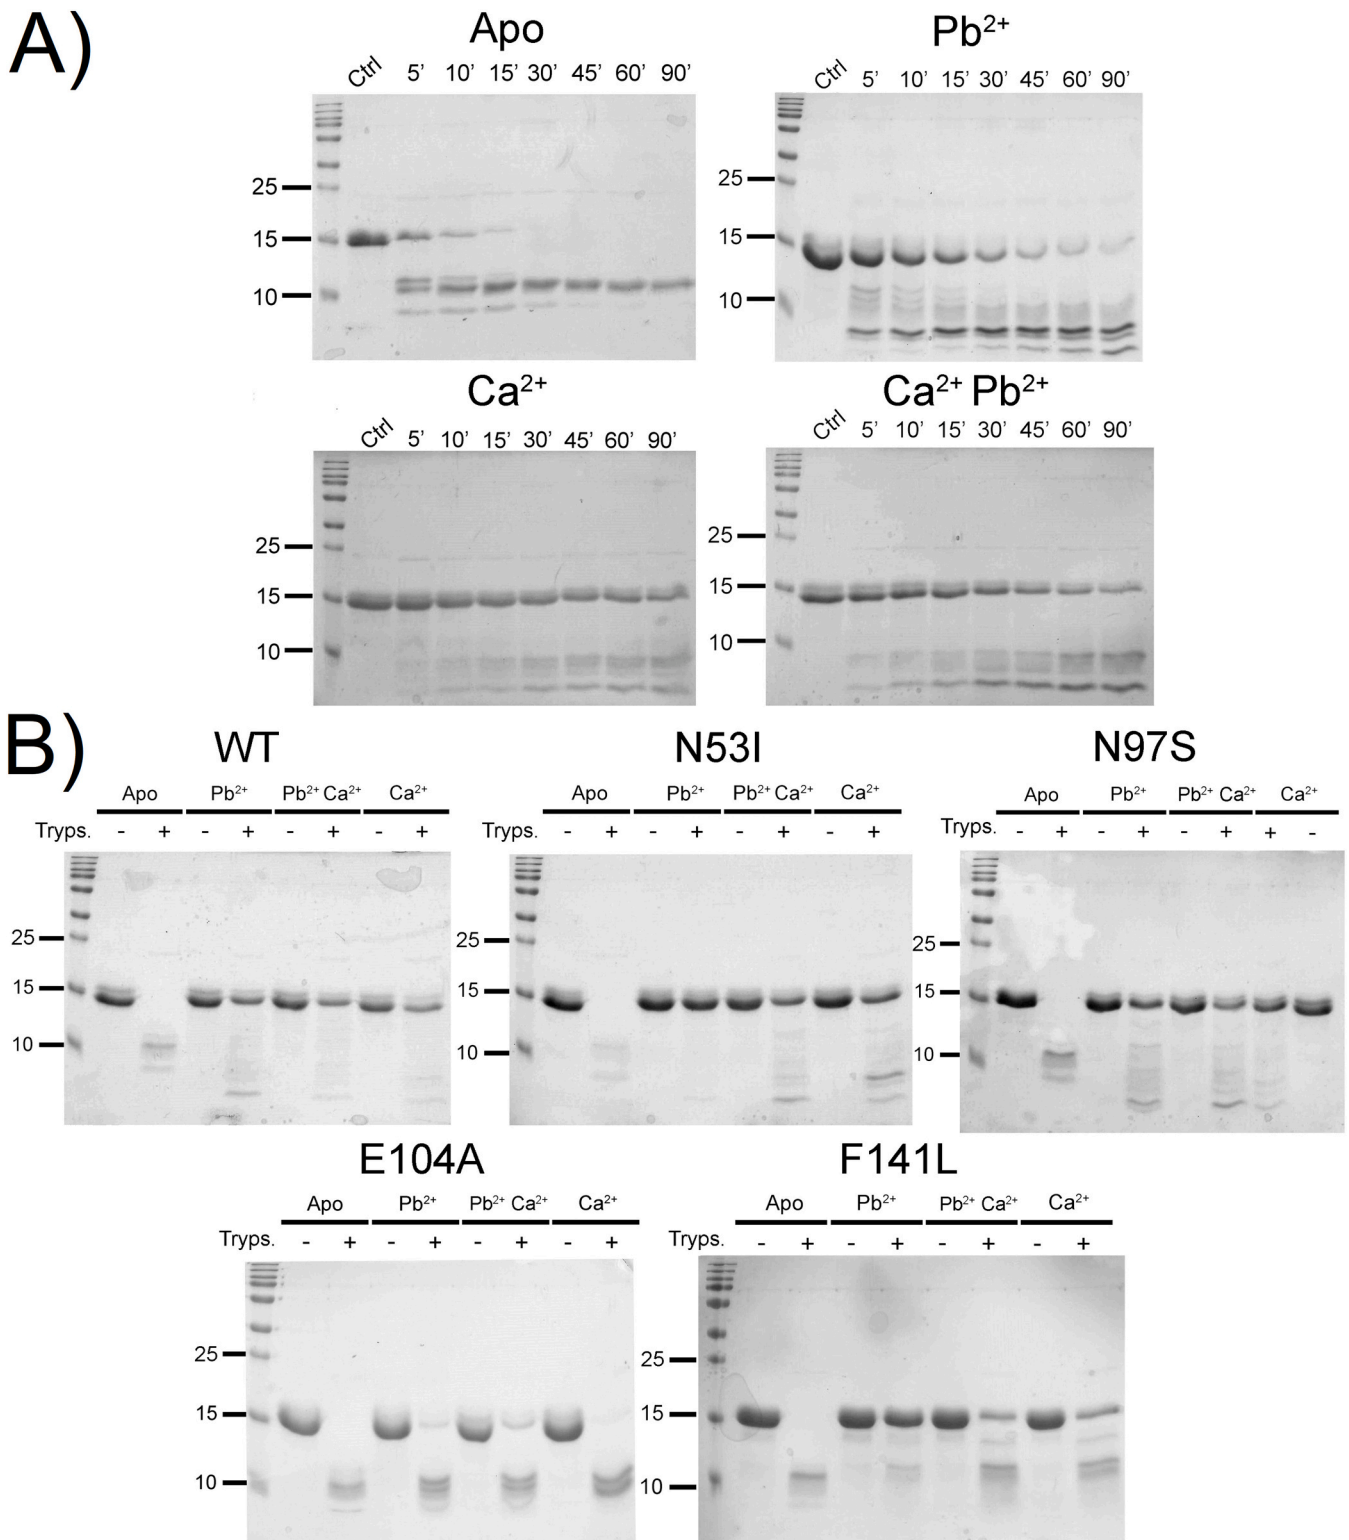 A)
Apo
Ctrl 5’ 10’ 15’ 30’ 45’ 60’ 90’
25
15
10
Pb²⁺
Ctrl 5’ 10’ 15’ 30’ 45’ 60’ 90’
25
15
10
Ca²⁺
Ctrl 5’ 10’ 15’ 30’ 45’ 60’ 90’
25
15
10
Ca²⁺ Pb²⁺
Ctrl 5’ 10’ 15’ 30’ 45’ 60’ 90’
25
15
10
B)
WT
Apo Pb²⁺ Pb²⁺ Ca²⁺ Ca²⁺
Tryps. - + - + - + - +
25
15
10
N53I
Apo Pb²⁺ Pb²⁺ Ca²⁺ Ca²⁺
Tryps. - + - + - + - +
25
15
10
N97S
Apo Pb²⁺ Pb²⁺ Ca²⁺ Ca²⁺
Tryps. - + - + - + + -
25
15
10
E104A
Apo Pb²⁺ Pb²⁺ Ca²⁺ Ca²⁺
Tryps. - + - + - + - +
25
15
10
F141L
Apo Pb²⁺ Pb²⁺ Ca²⁺ Ca²⁺
Tryps. - + - + - + - +
25
15
10